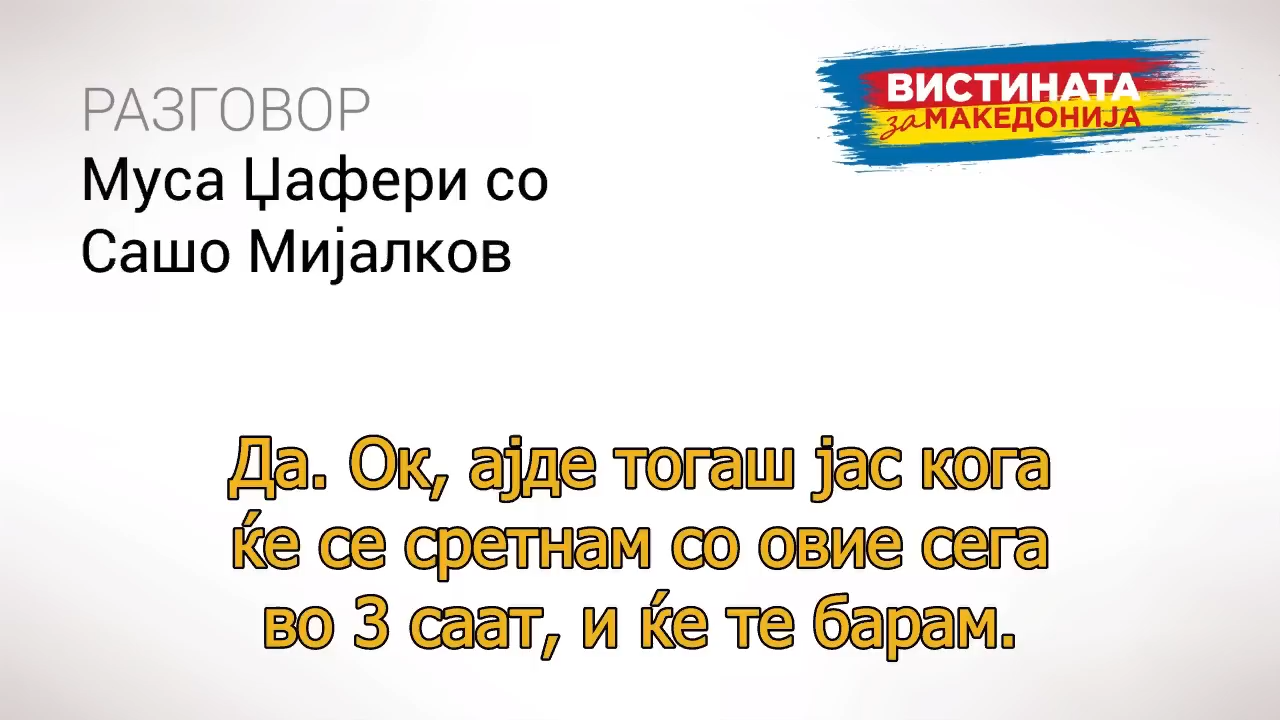 РАЗГОВОР
Муса Џафери со
Сашо Мијалков
ВИСТИНАТА
за МАКЕДОНИЈА
Да. Ок, ајде тогаш јас кога
ќе се сретнам со овие сега
во 3 саат, и ќе те барам.